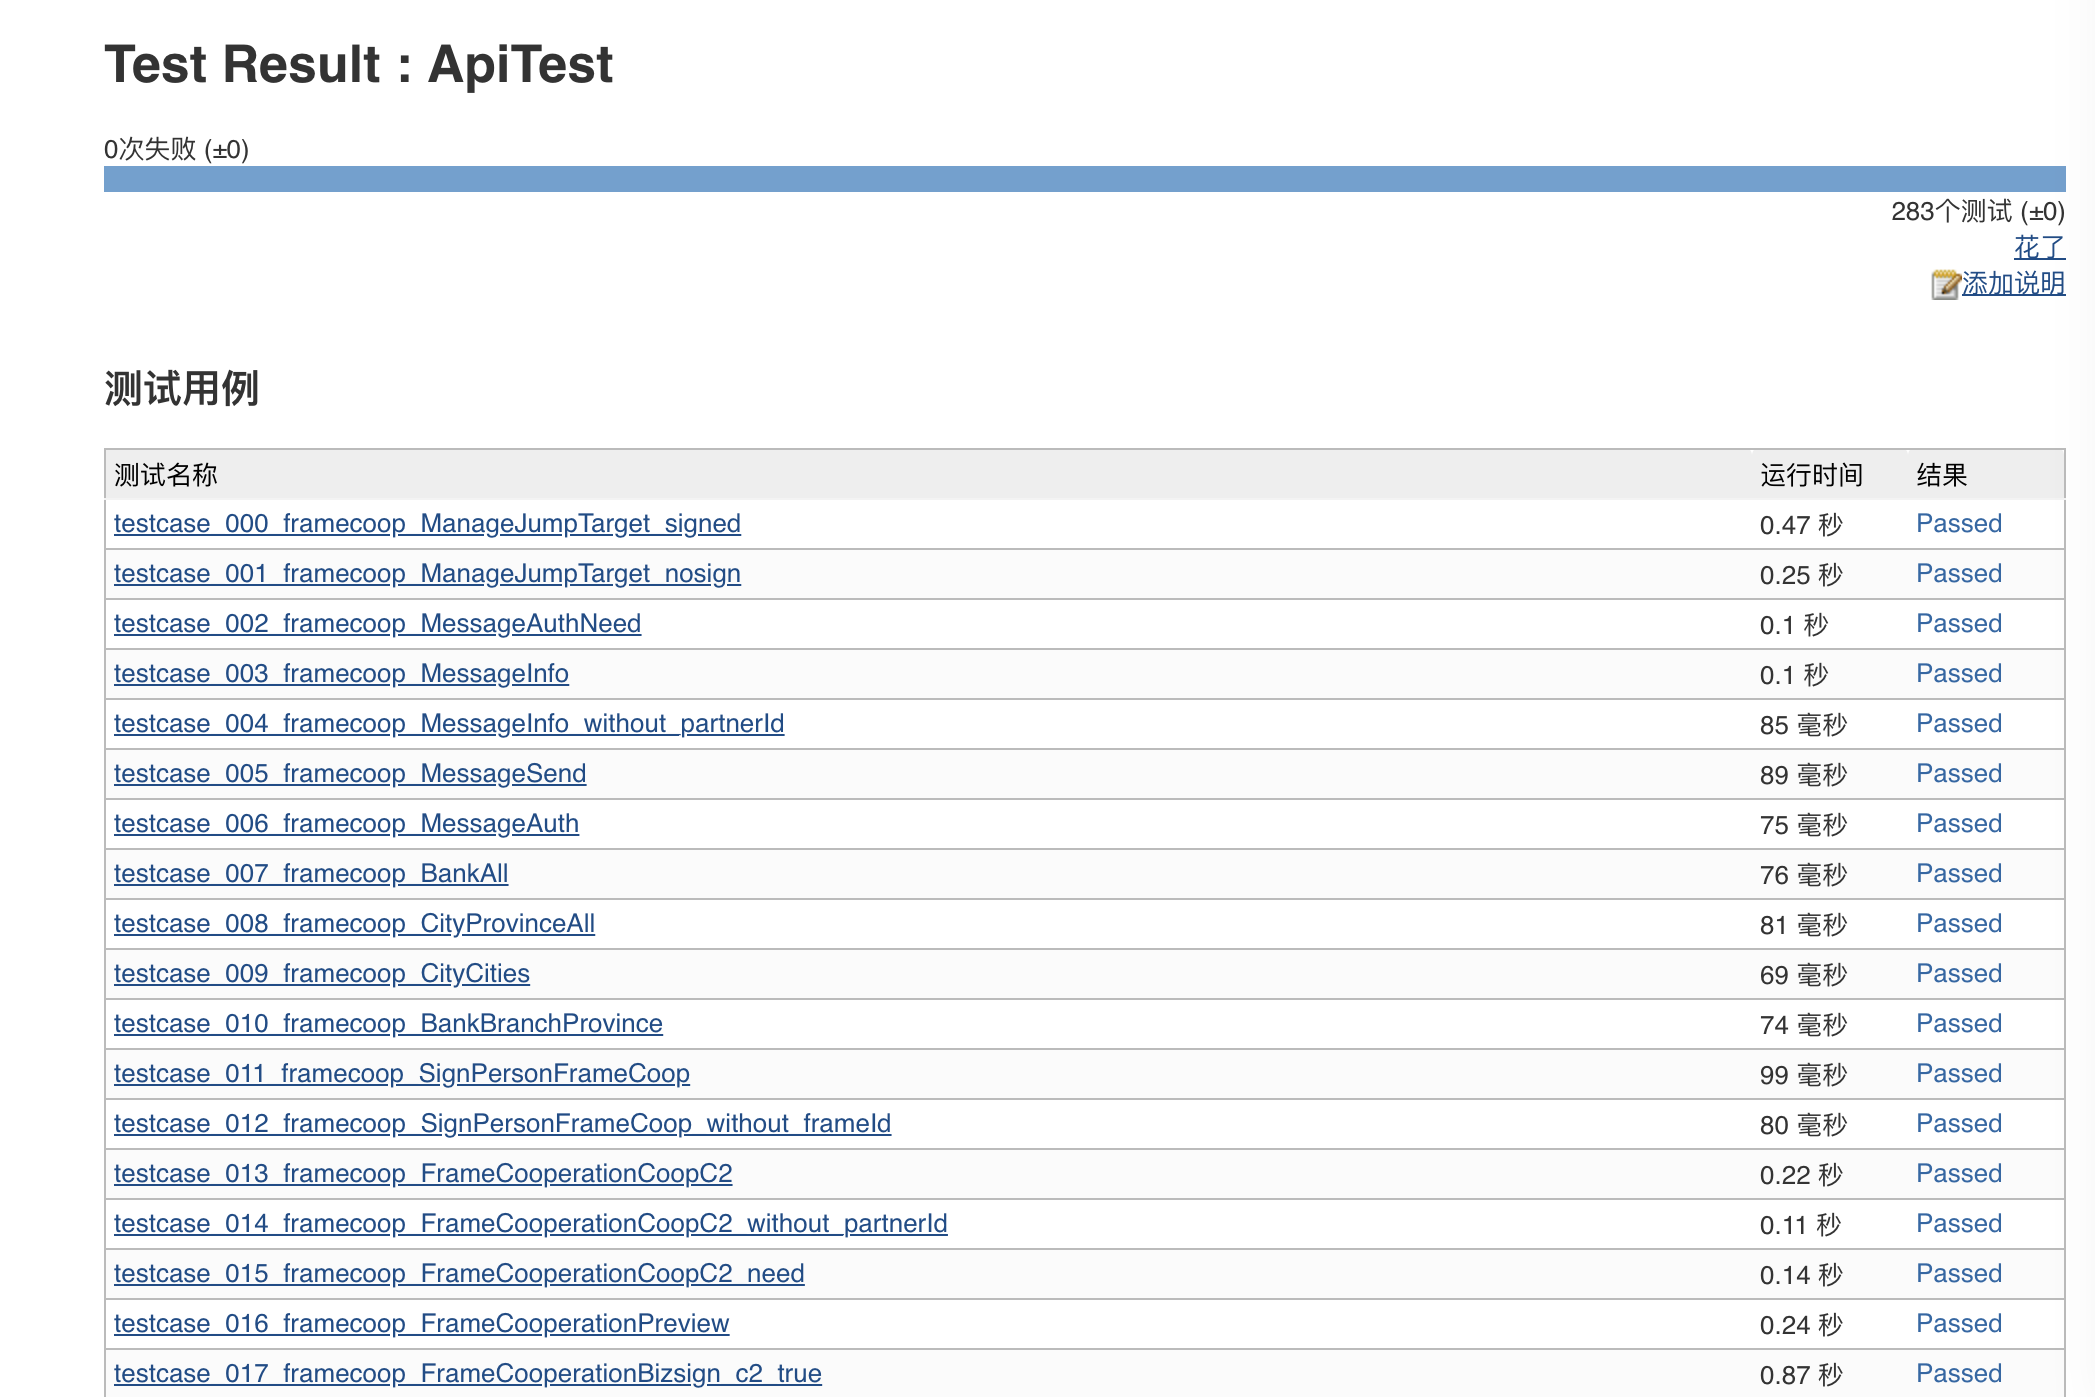 Test Result : ApiTest
0次失败 (±0)
283个测试 (±0)
花了
添加说明
测试用例
测试名称 运行时间 结果
testcase_000_framecoop_ManageJumpTarget_signed 0.47 秒 Passed
testcase_001_framecoop_ManageJumpTarget_nosign 0.25 秒 Passed
testcase_002_framecoop_MessageAuthNeed 0.1 秒 Passed
testcase_003_framecoop_MessageInfo 0.1 秒 Passed
testcase_004_framecoop_MessageInfo_without_partnerId 85 毫秒 Passed
testcase_005_framecoop_MessageSend 89 毫秒 Passed
testcase_006_framecoop_MessageAuth 75 毫秒 Passed
testcase_007_framecoop_BankAll 76 毫秒 Passed
testcase_008_framecoop_CityProvinceAll 81 毫秒 Passed
testcase_009_framecoop_CityCities 69 毫秒 Passed
testcase_010_framecoop_BankBranchProvince 74 毫秒 Passed
testcase_011_framecoop_SignPersonFrameCoop 99 毫秒 Passed
testcase_012_framecoop_SignPersonFrameCoop_without_frameId 80 毫秒 Passed
testcase_013_framecoop_FrameCooperationCoopC2 0.22 秒 Passed
testcase_014_framecoop_FrameCooperationCoopC2_without_partnerId 0.11 秒 Passed
testcase_015_framecoop_FrameCooperationCoopC2_need 0.14 秒 Passed
testcase_016_framecoop_FrameCooperationPreview 0.24 秒 Passed
testcase_017_framecoop_FrameCooperationBizsign_c2_true 0.87 秒 Passed